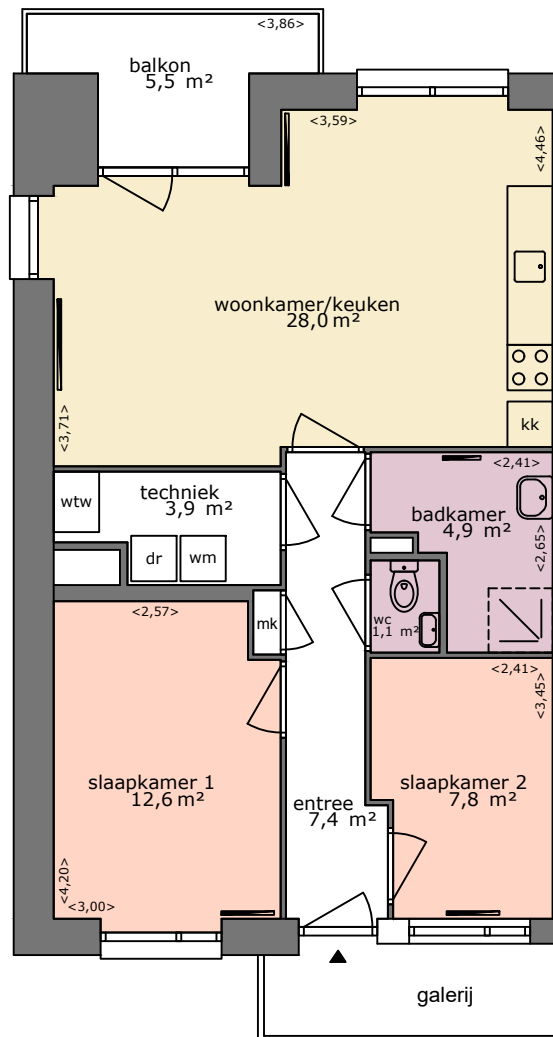 <3,86>
balkon
5,5 m²
<3,59>
<4,46>
woonkamer/keuken
28,0 m²
<3,71>
kk
<2,41>
wtw
techniek
3,9 m²
badkamer
4,9 m²
<2,65>
dr
wm
<2,57>
mk
wc
1,1 m²
<2,41>
<3,45>
slaapkamer 1
12,6 m²
slaapkamer 2
7,8 m²
entree
7,4 m²
<4,20>
<3,00>
galerij